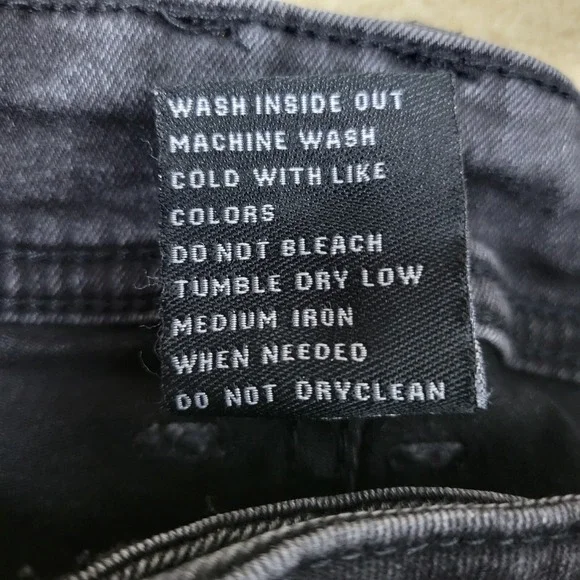 WASH INSIDE OUT
MACHINE WASH
COLD WITH LIKE
COLORS
DO NOT BLEACH
TUMBLE DRY LOW
MEDIUM IRON
WHEN NEEDED
DO NOT DRYCLEAN